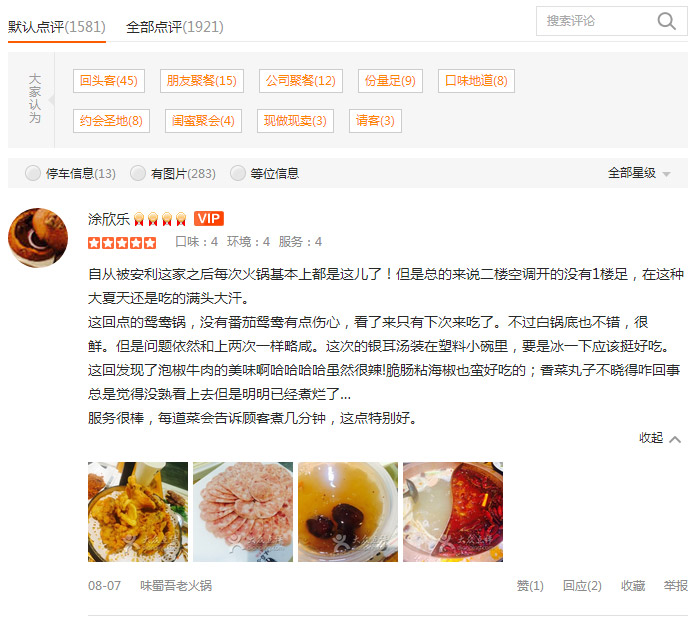 默认点评(1581) 全部点评(1921)
搜索评论
大家认为
回头客(45) 朋友聚餐(15) 公司聚餐(12) 份量足(9) 口味地道(8)
约会圣地(8) 闺蜜聚会(4) 现做现卖(3) 请客(3)
停车信息(13) 有图片(283) 等位信息 全部星级
涂欣乐 VIP
口味：4 环境：4 服务：4
自从被安利这家之后每次火锅基本上都是这儿了！但是总的来说二楼空调开的没有1楼足，在这种
大夏天还是吃的满头大汗。
这回点的鸳鸯锅，没有番茄鸳鸯有点伤心，看了来只有下次来吃了。不过白锅底也不错，很
鲜。但是问题依然和上两次一样略咸。这次的银耳汤装在塑料小碗里，要是冰一下应该挺好吃。
这回发现了泡椒牛肉的美味啊哈哈哈哈虽然很辣!脆肠粘海椒也蛮好吃的；香菜丸子不晓得咋回事
总是觉得没熟看上去但是明明已经煮烂了...
服务很棒，每道菜会告诉顾客煮几分钟，这点特别好。
收起
大众点评 大众点评 大众点评 大众点评
08-07 味蜀吾老火锅 赞(1) 回应(2) 收藏 举报